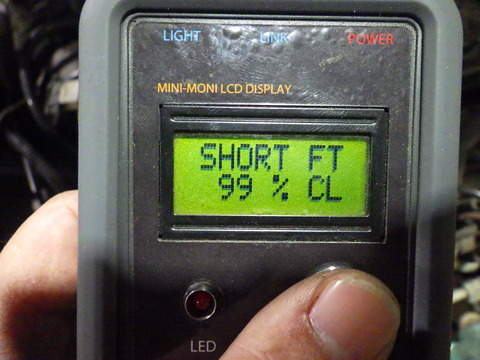 LIGHT LINK POWER
MINI-MONI LCD DISPLAY
SHORT FT
99 % CL
LED